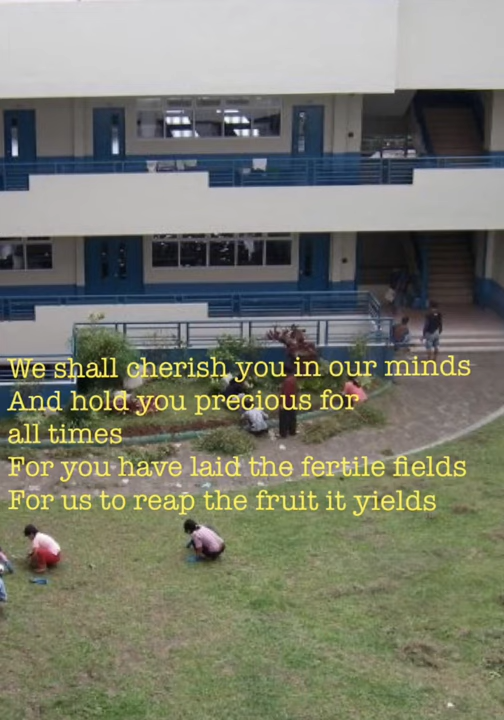 We shall cherish you in our minds
And hold you precious for
all times
For you have laid the fertile fields
For us to reap the fruit it yields